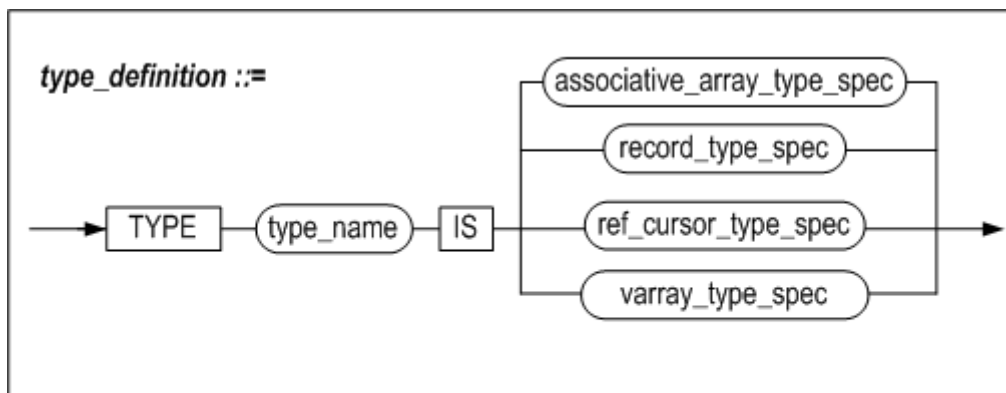 type_definition ::=
associative_array_type_spec
record_type_spec
TYPE type_name IS ref_cursor_type_spec
varray_type_spec